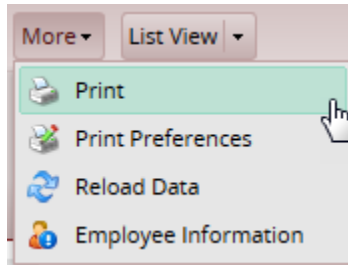 More List View
Print
Print Preferences
Reload Data
Employee Information